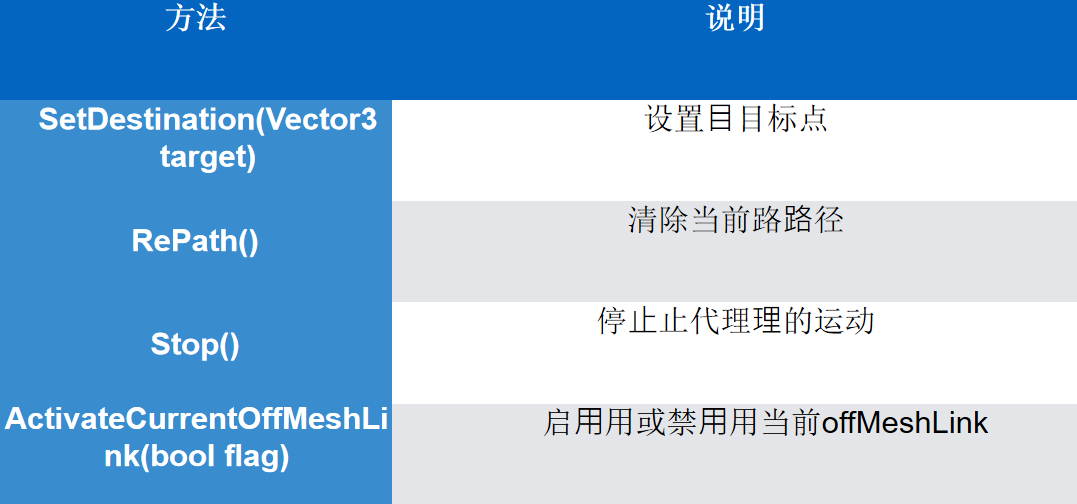 方法
说明
SetDestination(Vector3
target)
设置目目标点
RePath()
清除当前路路径
Stop()
停止止代理理的运动
ActivateCurrentOffMeshLi
nk(bool flag)
启用用或禁用用当前offMeshLink